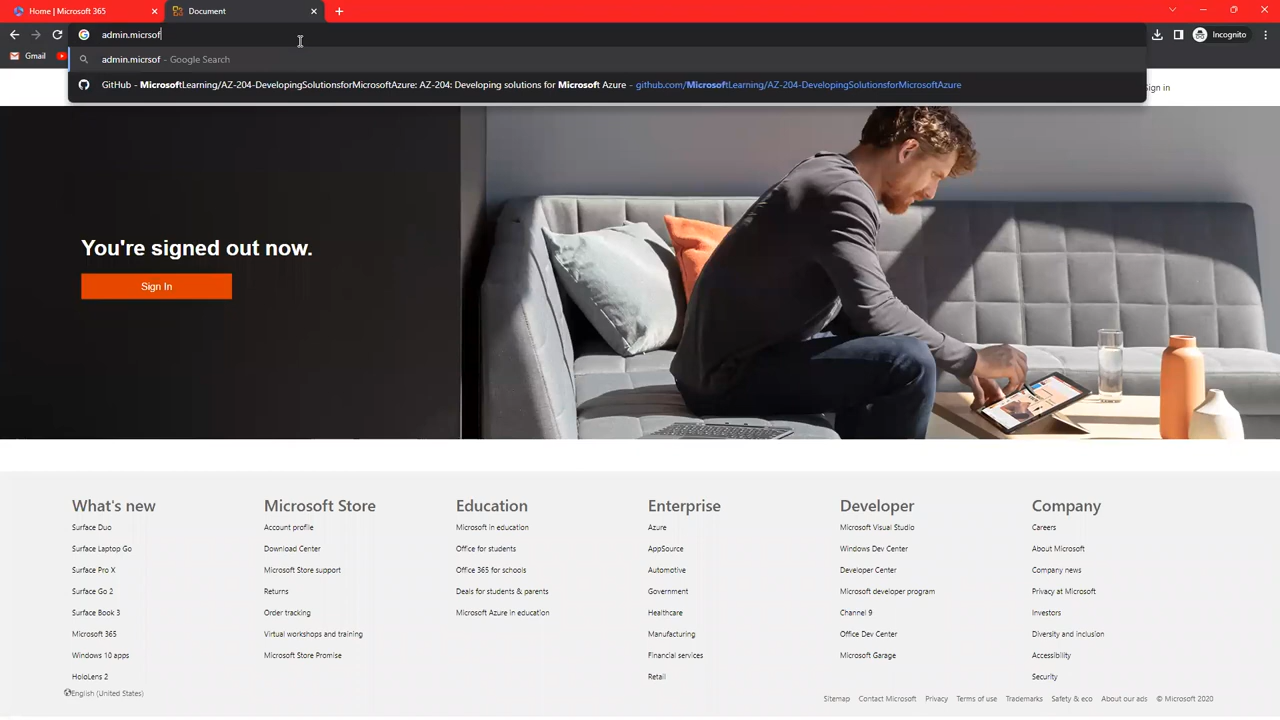 Home | Microsoft 365
Document
admin.micrsof
Incognito
Gmail
admin.micrsof - Google Search
GitHub - MicrosoftLearning/AZ-204-DevelopingSolutionsforMicrosoftAzure: AZ-204: Developing solutions for Microsoft Azure - github.com/MicrosoftLearning/AZ-204-DevelopingSolutionsforMicrosoftAzure
Sign in
You're signed out now.
Sign In
What's new
Surface Duo
Surface Laptop Go
Surface Pro X
Surface Go 2
Surface Book 3
Microsoft 365
Windows 10 apps
HoloLens 2
Microsoft Store
Account profile
Download Center
Microsoft Store support
Returns
Order tracking
Virtual workshops and training
Microsoft Store Promise
Education
Microsoft in education
Office for students
Office 365 for schools
Deals for students & parents
Microsoft Azure in education
Enterprise
Azure
AppSource
Automotive
Government
Healthcare
Manufacturing
Financial services
Retail
Developer
Microsoft Visual Studio
Windows Dev Center
Developer Center
Microsoft developer program
Channel 9
Office Dev Center
Microsoft Garage
Company
Careers
About Microsoft
Company news
Privacy at Microsoft
Investors
Diversity and inclusion
Accessibility
Security
English (United States)
Sitemap Contact Microsoft Privacy Terms of use Trademarks Safety & eco About our ads © Microsoft 2020